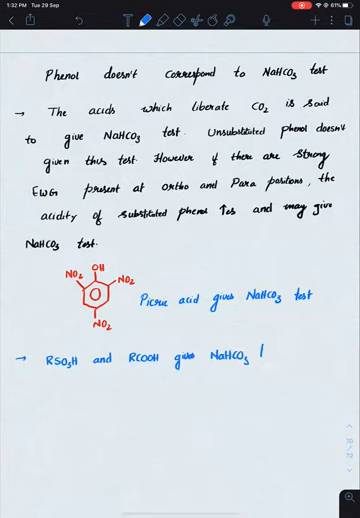 1:32 PM Tue 29 Sep
61%
Phenol doesn't correspond to NaHCO3 test
→ The acids which liberate CO2 is said
to give NaHCO3 test. Unsubstituted phenol doesn't
given this test. However if there are strong
EWG present at ortho and Para positions, the
acidity of substituted phenol ↑es and may give
NaHCO3 test.
OH
NO2
NO2
NO2
Picric acid gives NaHCO3 test
→ RSO3H and RCOOH gives NaHCO3